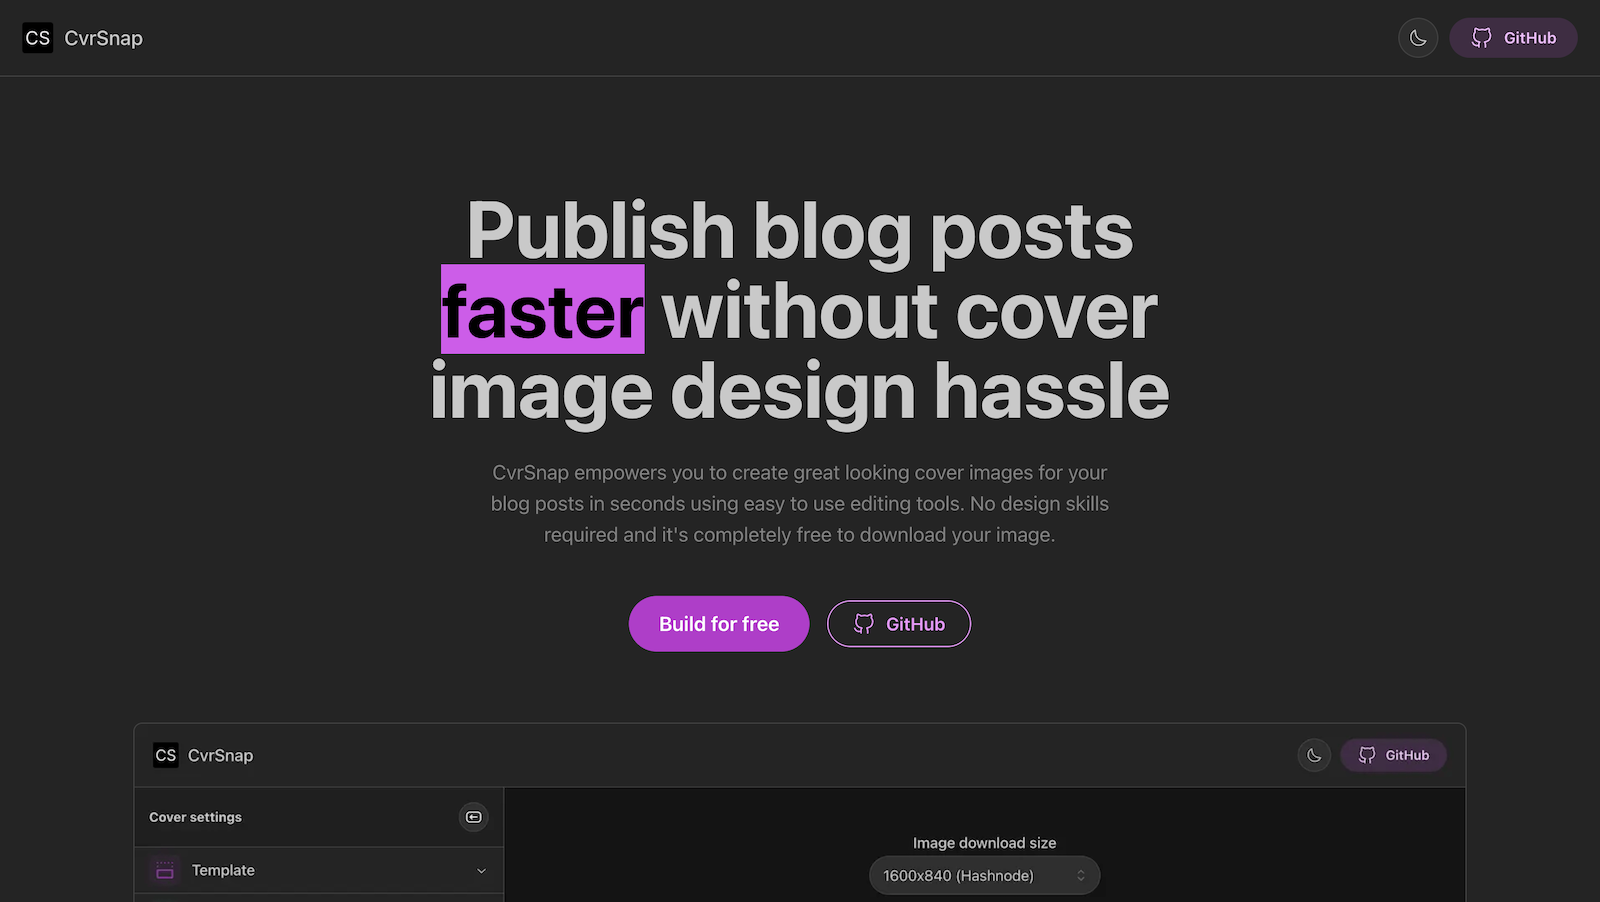 CS CvrSnap
GitHub
Publish blog posts
faster without cover
image design hassle
CvrSnap empowers you to create great looking cover images for your
blog posts in seconds using easy to use editing tools. No design skills
required and it's completely free to download your image.
Build for free
GitHub
CS CvrSnap
GitHub
Cover settings
Template
Image download size
1600x840 (Hashnode)